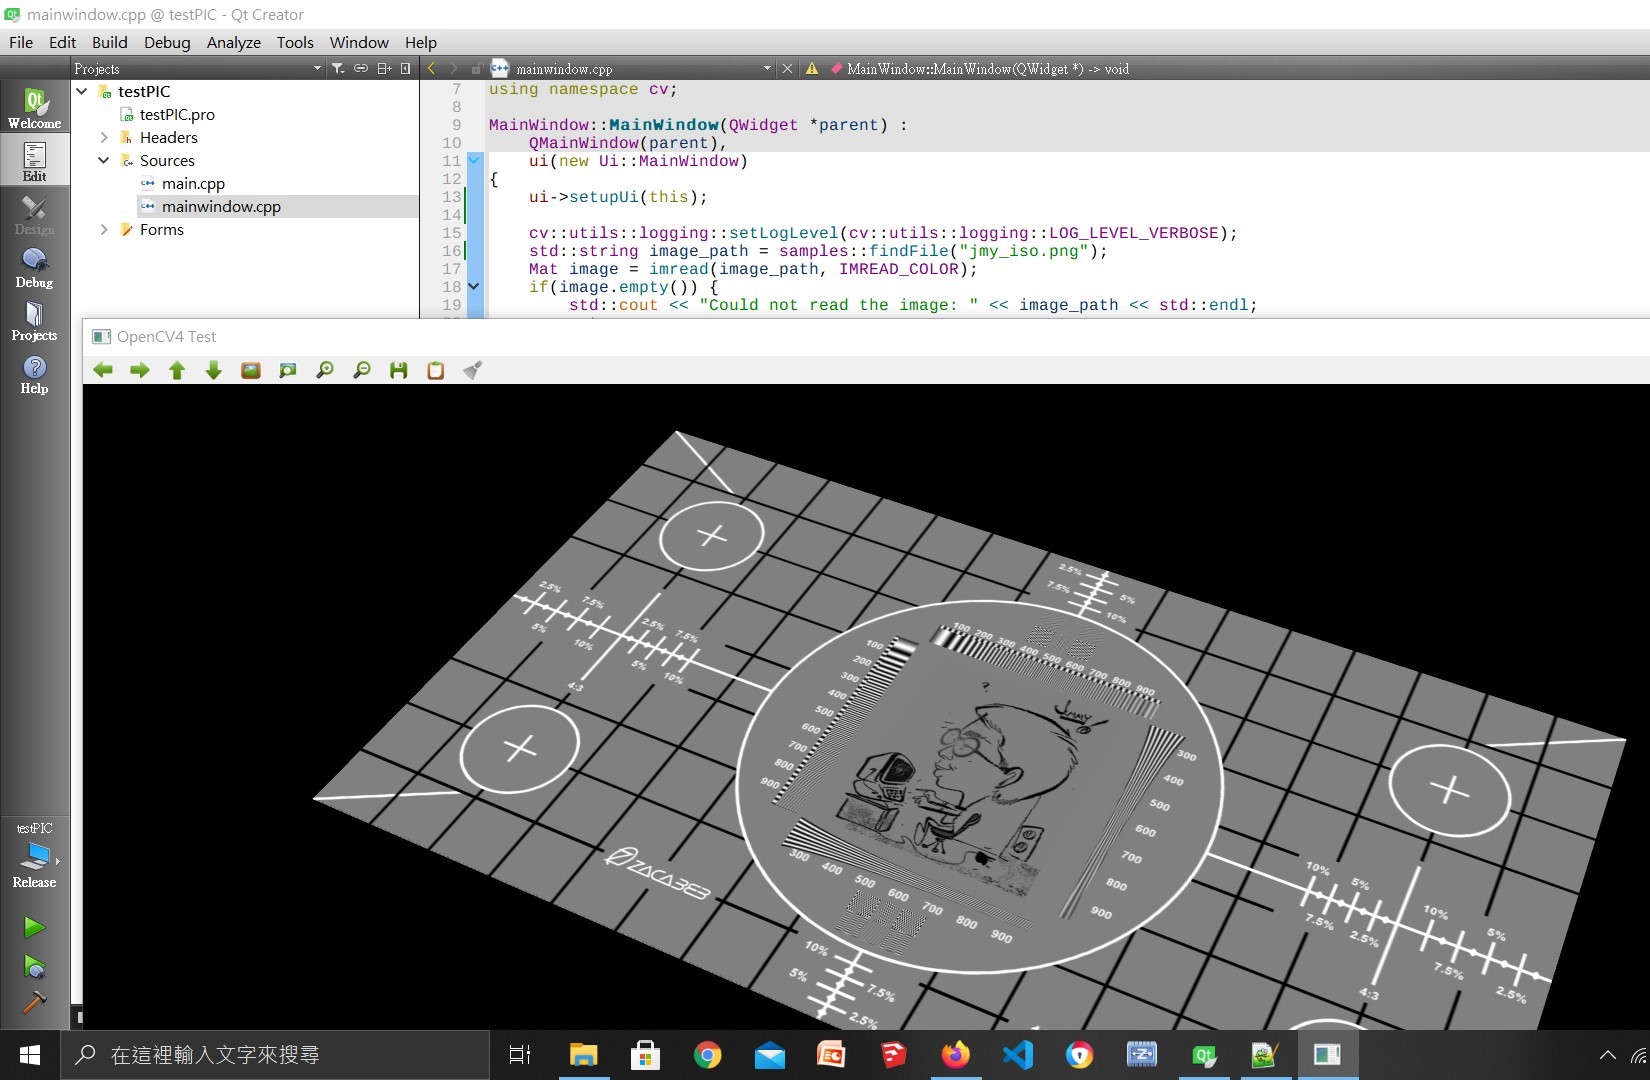 mainwindow.cpp @ testPIC - Qt Creator
File Edit Build Debug Analyze Tools Window Help
Projects
mainwindow.cpp
MainWindow::MainWindow(QWidget *) -> void
Welcome
Edit
Design
Debug
Projects
Help
testPIC
Release
testPIC
testPIC.pro
Headers
Sources
main.cpp
mainwindow.cpp
Forms
7 using namespace cv;
8
9 MainWindow::MainWindow(QWidget *parent) :
10 QMainWindow(parent),
11 ui(new Ui::MainWindow)
12 {
13 ui->setupUi(this);
14
15 cv::utils::logging::setLogLevel(cv::utils::logging::LOG_LEVEL_VERBOSE);
16 std::string image_path = samples::findFile("jmy_iso.png");
17 Mat image = imread(image_path, IMREAD_COLOR);
18 if(image.empty()) {
19 std::cout << "Could not read the image: " << image_path << std::endl;
OpenCV4 Test
2.5%
7.5%
5%
10%
2.5%
7.5%
5%
10%
2.5%
7.5%
5%
10%
4:3
100 200 300 400 500 600 700 800 900
100
200
300
400
500
600
700
800
900
?
Jimmy
300
400
500
600
700
800
900
300 400 500 600 700 800 900
ZACABEB
10%
5%
7.5%
2.5%
10%
5%
7.5%
2.5%
10%
5%
7.5%
2.5%
4:3
在這裡輸入文字來搜尋